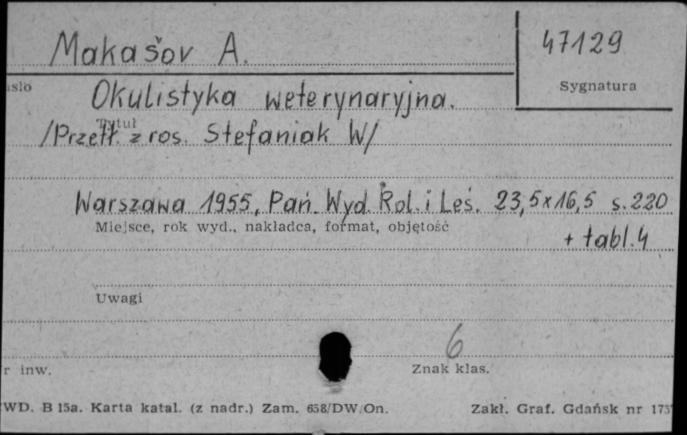 Makašov A.
47129
Sygnatura
Okulistyka weterynaryjna.
Tytuł
/Przetł. z ros. Stefaniak W/
Warszawa 1955, Pań. Wyd. Rol. i Leś. 23,5x16,5 s. 220
Miejsce, rok wyd., nakładca, format, objętość
+ tabl. 4
Uwagi
6
r inw.
Znak klas.
WD. B 15a. Karta katal. (z nadr.) Zam. 658/DW/On.
Zakł. Graf. Gdańsk nr 175